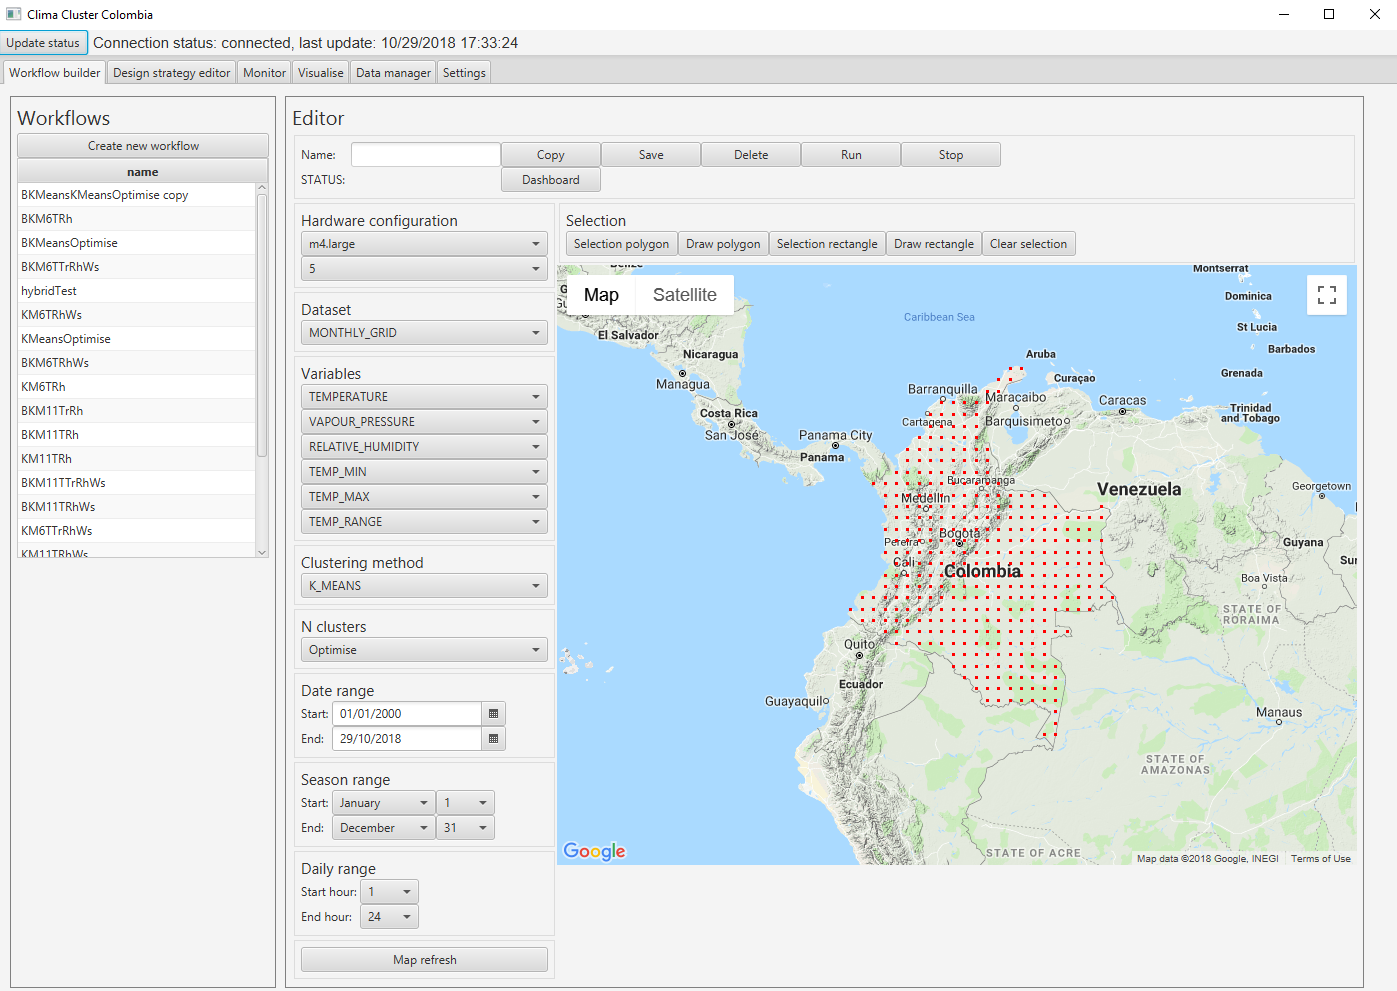 Clima Cluster Colombia
Update status
Connection status: connected, last update: 10/29/2018 17:33:24
Workflow builder
Design strategy editor
Monitor
Visualise
Data manager
Settings
Workflows
Create new workflow
name
BKMeansKMeansOptimise copy
BKM6TRh
BKMeansOptimise
BKM6TTrRhWs
hybridTest
KM6TRhWs
KMeansOptimise
BKM6TRhWs
KM6TRh
BKM11TrRh
BKM11TRh
KM11TRh
BKM11TTrRhWs
BKM11TRhWs
KM6TTrRhWs
KM11TRhWs
Editor
Name:
Copy
Save
Delete
Run
Stop
STATUS:
Dashboard
Hardware configuration
m4.large
5
Dataset
MONTHLY_GRID
Variables
TEMPERATURE
VAPOUR_PRESSURE
RELATIVE_HUMIDITY
TEMP_MIN
TEMP_MAX
TEMP_RANGE
Clustering method
K_MEANS
N clusters
Optimise
Date range
Start: 01/01/2000
End: 29/10/2018
Season range
Start: January 1
End: December 31
Daily range
Start hour: 1
End hour: 24
Map refresh
Selection
Selection polygon
Draw polygon
Selection rectangle
Draw rectangle
Clear selection
Map
Satellite
Belize
Montserrat
Dominica
Caribbean Sea
St Lucia
El Salvador
Barbados
Nicaragua
Aruba
Grenada
Managua
Curaçao
Barranquilla
Maracaibo
Caracas
Costa Rica
Cartagena
Trinidad
and Tobago
San José
Panama City
Barquisimeto
Panama
Bucaramanga
Georgetown
Venezuela
Medellin
Bogotá
Pereira
Guyana
Cali
Colombia
Boa Vista
STATE OF
RORAIMA
Quito
Ecuador
Guayaquil
Manaus
STATE OF
AMAZONAS
STATE OF ACRE
Google
Map data ©2018 Google, INEGI
Terms of Use